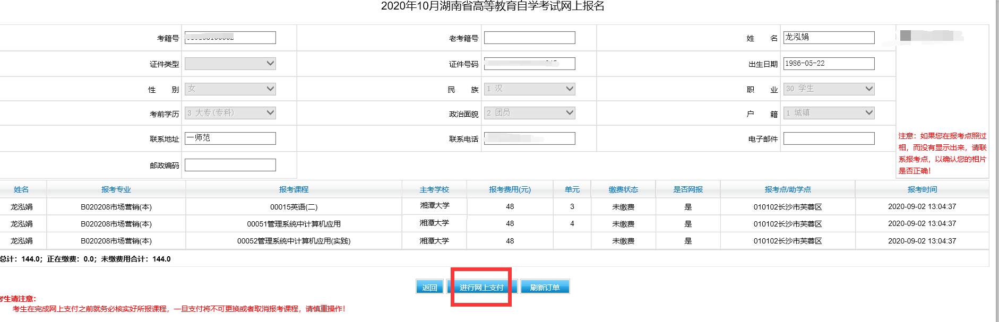 2020年10月湖南省高等教育自学考试网上报名
考籍号 老考籍号 姓 名 龙泓娟
证件类型 证件号码 出生日期 1986-05-22
性 别 女 民 族 1 汉 职 业 30 学生
考前学历 3 大专(专科) 政治面貌 2 团员 户 籍 1 城镇
联系地址 一师范 联系电话 电子邮件
邮政编码
注意：如果您在报考点照过
相，而没有显示出来，请联
系报考点，以确认您的相片
是否正确！
姓名 报考专业 报考课程 主考学校 报考费用(元) 单元 缴费状态 是否网报 报考点/助学点 报考时间
龙泓娟 B020208市场营销(本) 00015英语(二) 湘潭大学 48 3 未缴费 是 010102长沙市芙蓉区 2020-09-02 13:04:37
龙泓娟 B020208市场营销(本) 00051管理系统中计算机应用 湘潭大学 48 4 未缴费 是 010102长沙市芙蓉区 2020-09-02 13:04:37
龙泓娟 B020208市场营销(本) 00052管理系统中计算机应用(实践) 湘潭大学 48 未缴费 是 010102长沙市芙蓉区 2020-09-02 13:04:37
总计：144.0；正在缴费：0.0；未缴费用合计：144.0
返回 进行网上支付 刷新订单
考生请注意：
考生在完成网上支付之前就务必核实好所报课程，一旦支付将不可更换或者取消报考课程，请慎重操作！